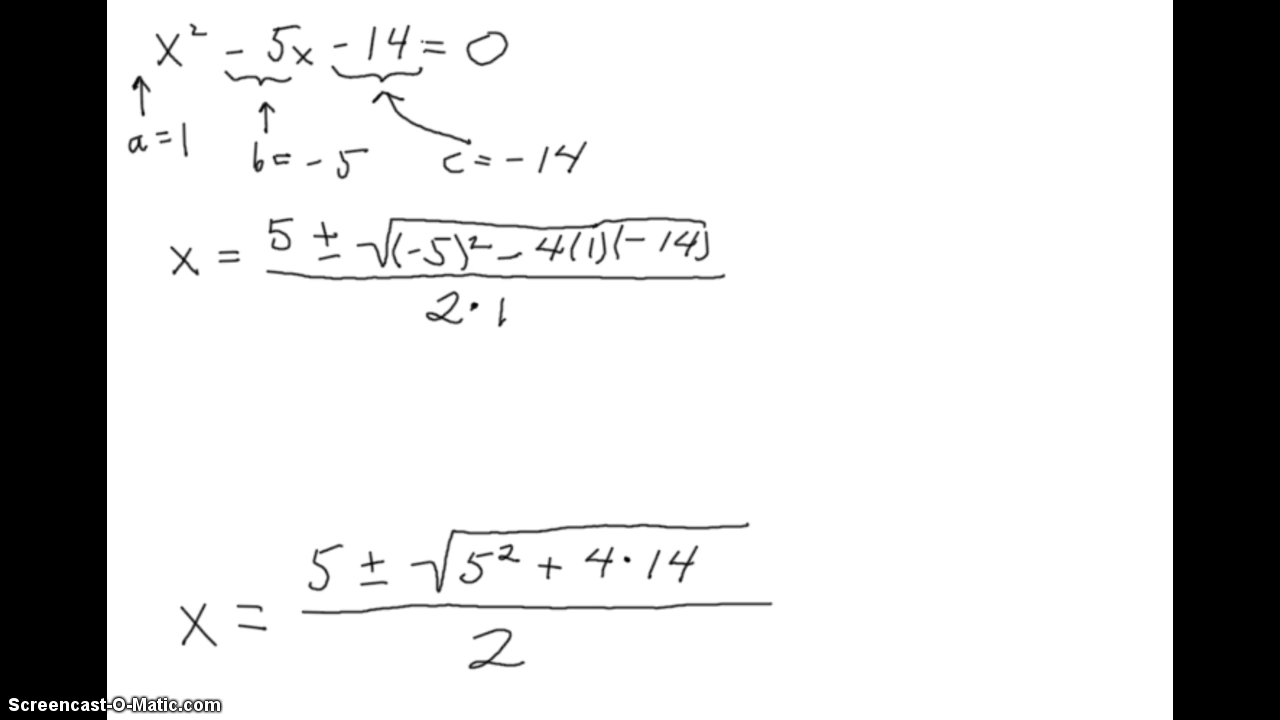 x² - 5x - 14 = 0
a = 1 b = -5 c = -14
x = 5 ± √(-5)² - 4(1)(-14)
2 · 1
x = 5 ± √5² + 4 · 14
2
Screencast-O-Matic.com